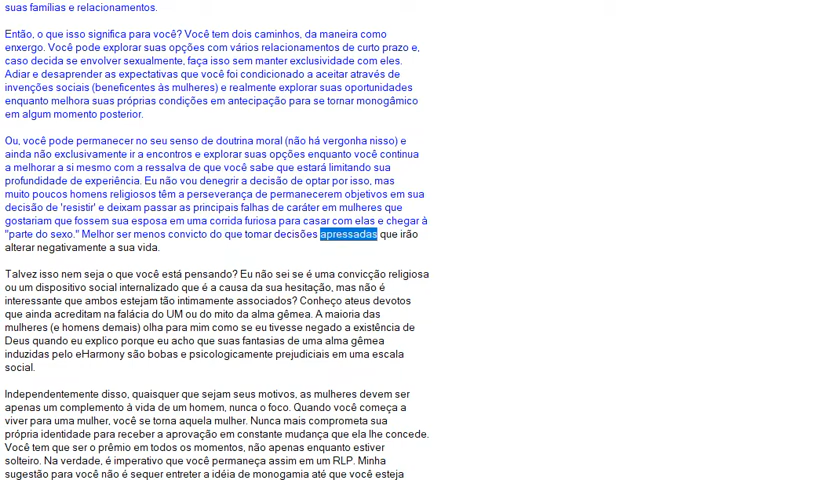 suas famílias e relacionamentos.
Então, o que isso significa para você? Você tem dois caminhos, da maneira como
enxergo. Você pode explorar suas opções com vários relacionamentos de curto prazo e,
caso decida se envolver sexualmente, faça isso sem manter exclusividade com eles.
Adiar e desaprender as expectativas que você foi condicionado a aceitar através de
invenções sociais (beneficentes às mulheres) e realmente explorar suas oportunidades
enquanto melhora suas próprias condições em antecipação para se tornar monogâmico
em algum momento posterior.
Ou, você pode permanecer no seu senso de doutrina moral (não há vergonha nisso) e
ainda não exclusivamente ir a encontros e explorar suas opções enquanto você continua
a melhorar a si mesmo com a ressalva de que você sabe que estará limitando sua
profundidade de experiência. Eu não vou denegrir a decisão de optar por isso, mas
muito poucos homens religiosos têm a perseverança de permanecerem objetivos em sua
decisão de 'resistir' e deixam passar as principais falhas de caráter em mulheres que
gostariam que fossem sua esposa em uma corrida furiosa para casar com elas e chegar à
"parte do sexo." Melhor ser menos convicto do que tomar decisões apressadas que irão
alterar negativamente a sua vida.
Talvez isso nem seja o que você está pensando? Eu não sei se é uma convicção religiosa
ou um dispositivo social internalizado que é a causa da sua hesitação, mas não é
interessante que ambos estejam tão intimamente associados? Conheço ateus devotos
que ainda acreditam na falácia do UM ou do mito da alma gêmea. A maioria das
mulheres (e homens demais) olha para mim como se eu tivesse negado a existência de
Deus quando eu explico porque eu acho que suas fantasias de uma alma gêmea
induzidas pelo eHarmony são bobas e psicologicamente prejudiciais em uma escala
social.
Independentemente disso, quaisquer que sejam seus motivos, as mulheres devem ser
apenas um complemento à vida de um homem, nunca o foco. Quando você começa a
viver para uma mulher, você se torna aquela mulher. Nunca mais comprometa sua
própria identidade para receber a aprovação em constante mudança que ela lhe concede.
Você tem que ser o prêmio em todos os momentos, não apenas enquanto estiver
solteiro. Na verdade, é imperativo que você permaneça assim em um RLP. Minha
sugestão para você não é sequer entreter a idéia de monogamia até que você esteja